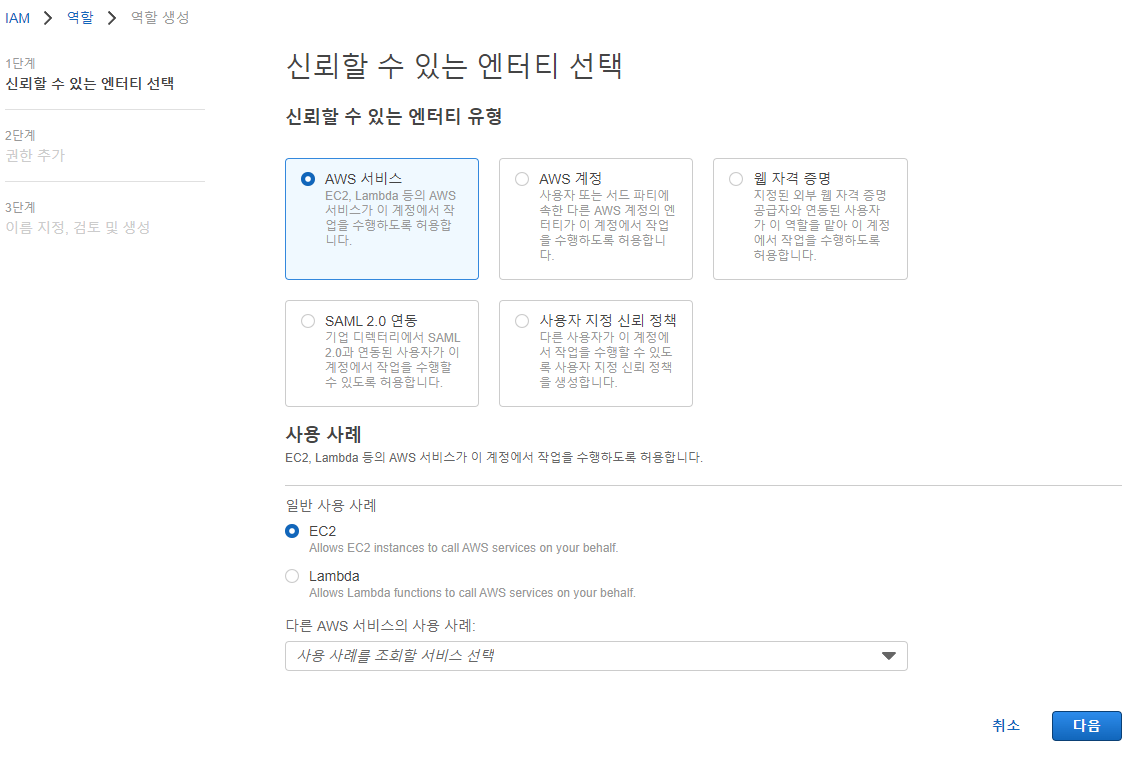 IAM > 역할 > 역할 생성
1단계
신뢰할 수 있는 엔터티 선택
2단계
권한 추가
3단계
이름 지정, 검토 및 생성
신뢰할 수 있는 엔터티 선택
신뢰할 수 있는 엔터티 유형
AWS 서비스
EC2, Lambda 등의 AWS
서비스가 이 계정에서 작
업을 수행하도록 허용합
니다.
AWS 계정
사용자 또는 서드 파티에
속한 다른 AWS 계정의 엔
터티가 이 계정에서 작업
을 수행하도록 허용합니
다.
웹 자격 증명
지정된 외부 웹 자격 증명
공급자와 연동된 사용자
가 이 역할을 맡아 이 계정
에서 작업을 수행하도록
허용합니다.
SAML 2.0 연동
기업 디렉터리에서 SAML
2.0과 연동된 사용자가 이
계정에서 작업을 수행할
수 있도록 허용합니다.
사용자 지정 신뢰 정책
다른 사용자가 이 계정에
서 작업을 수행할 수 있도
록 사용자 지정 신뢰 정책
을 생성합니다.
사용 사례
EC2, Lambda 등의 AWS 서비스가 이 계정에서 작업을 수행하도록 허용합니다.
일반 사용 사례
EC2
Allows EC2 instances to call AWS services on your behalf.
Lambda
Allows Lambda functions to call AWS services on your behalf.
다른 AWS 서비스의 사용 사례:
사용 사례를 조회할 서비스 선택
취소
다음